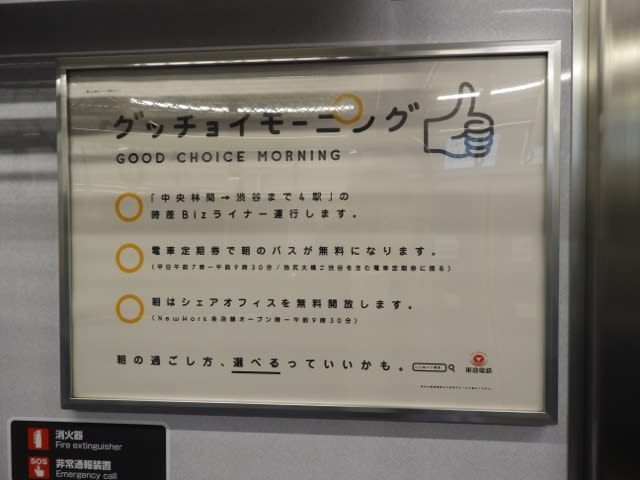 グッチョイモーニング
GOOD CHOICE MORNING
「中央林間→渋谷まで4駅」の
時差Bizライナー運行します。
電車定期券で朝のバスが無料になります。
(平日午前7時ー午前9時30分/池尻大橋⇄渋谷を含む電車定期券に限る)
朝はシェアオフィスを無料開放します。
(NewWork各店舗オープン時ー午前9時30分)
朝の過ごし方、選べるっていいかも。
東急電鉄
消火器
Fire extinguisher
SOS
非常通報装置
Emergency call